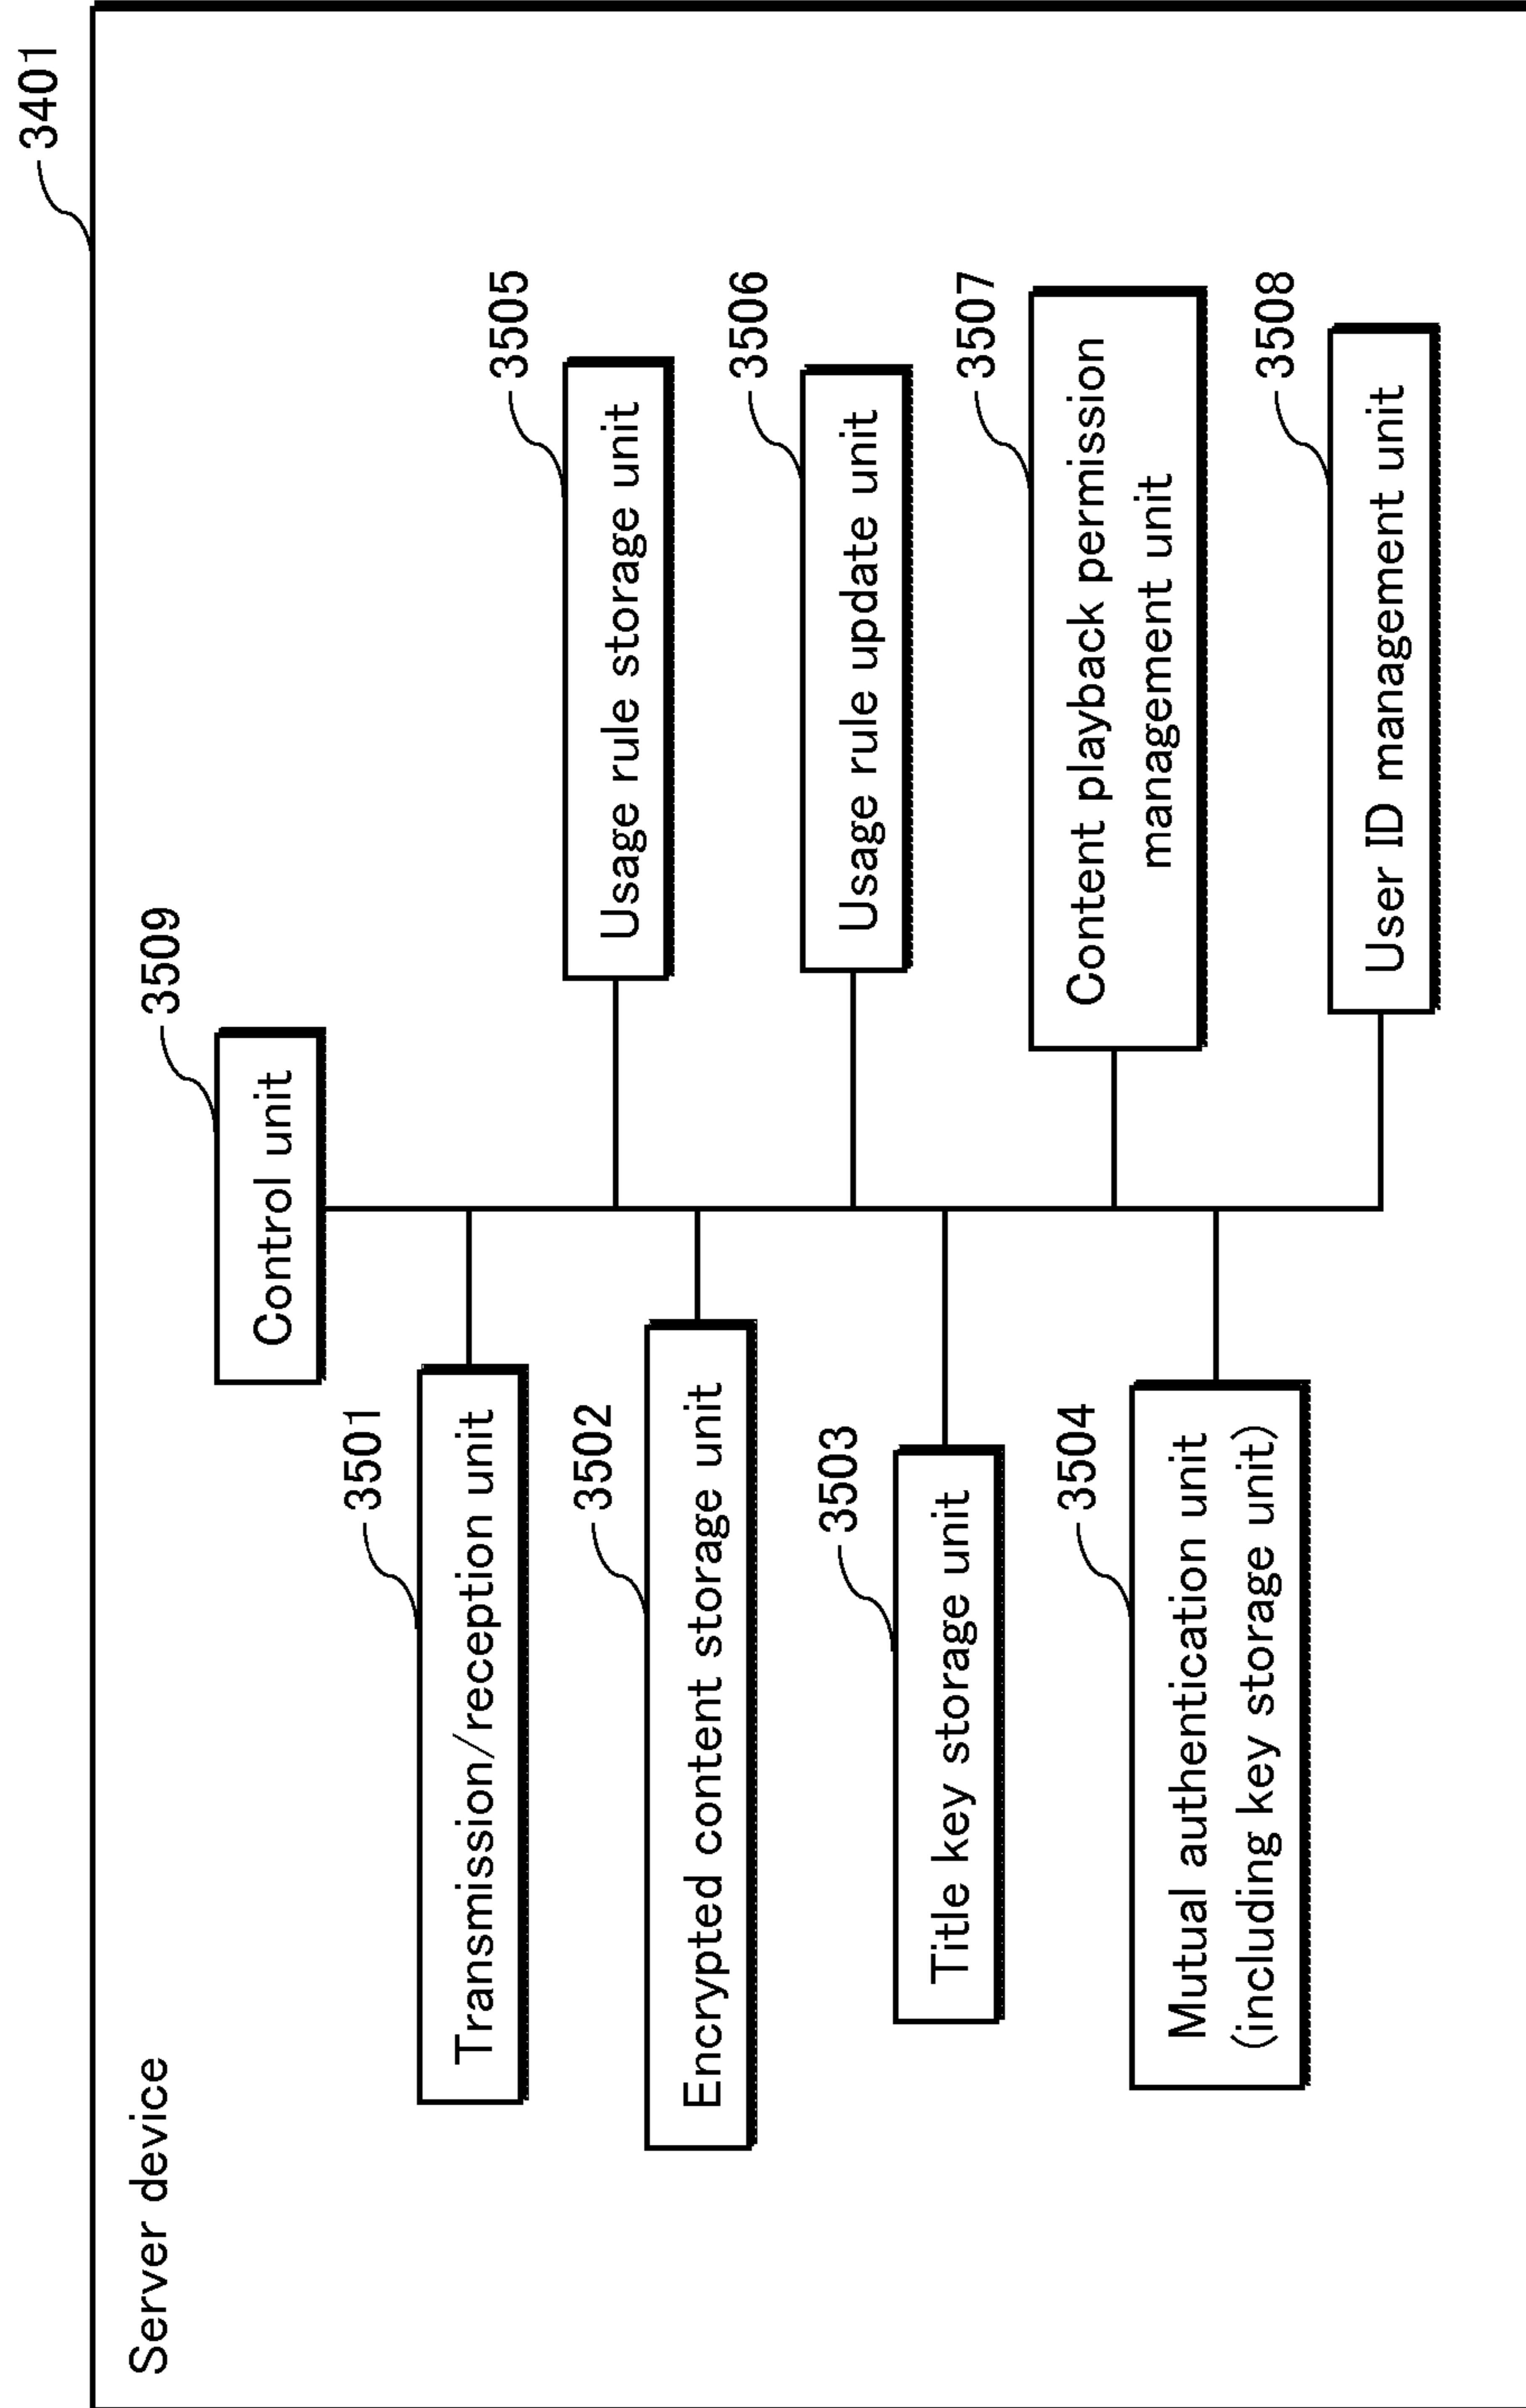 3401
Server device
3509
Control unit
3501
Transmission/reception unit
3505
Usage rule storage unit
3502
Encrypted content storage unit
3506
Usage rule update unit
3503
Title key storage unit
3507
Content playback permission
management unit
3504
Mutual authentication unit
(including key storage unit)
3508
User ID management unit